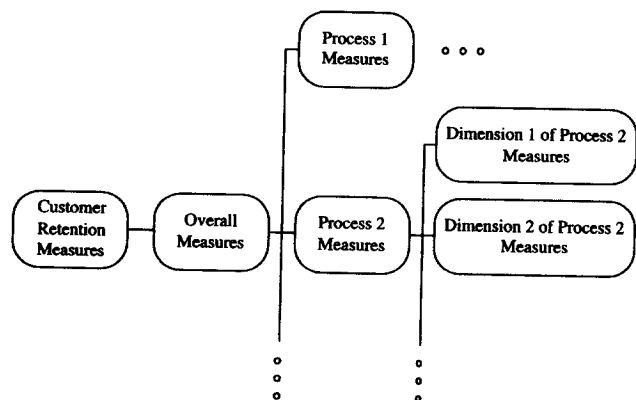 Process 1
Measures
Dimension 1 of Process 2
Measures
Customer
Retention
Measures
Overall
Measures
Process 2
Measures
Dimension 2 of Process 2
Measures